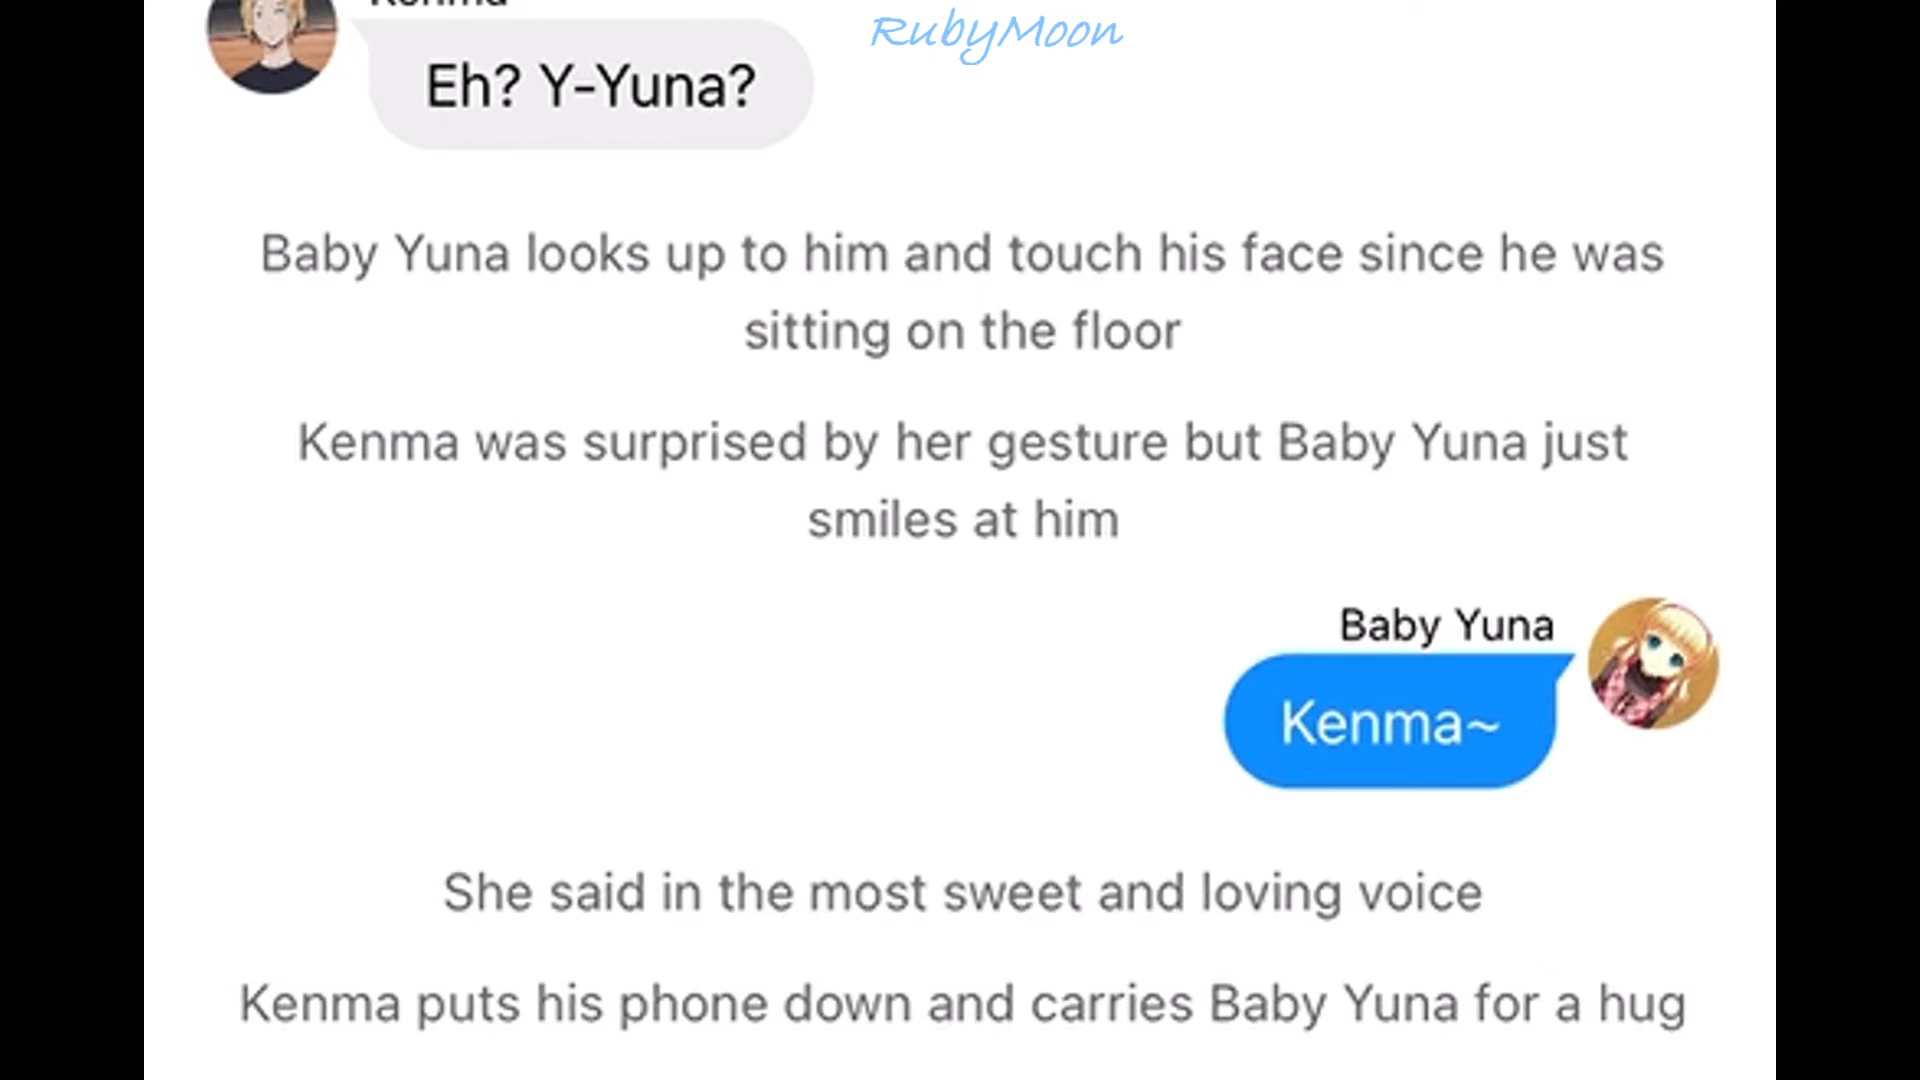 Kenma
RubyMoon
Eh? Y-Yuna?
Baby Yuna looks up to him and touch his face since he was
sitting on the floor
Kenma was surprised by her gesture but Baby Yuna just
smiles at him
Baby Yuna
Kenma~
She said in the most sweet and loving voice
Kenma puts his phone down and carries Baby Yuna for a hug